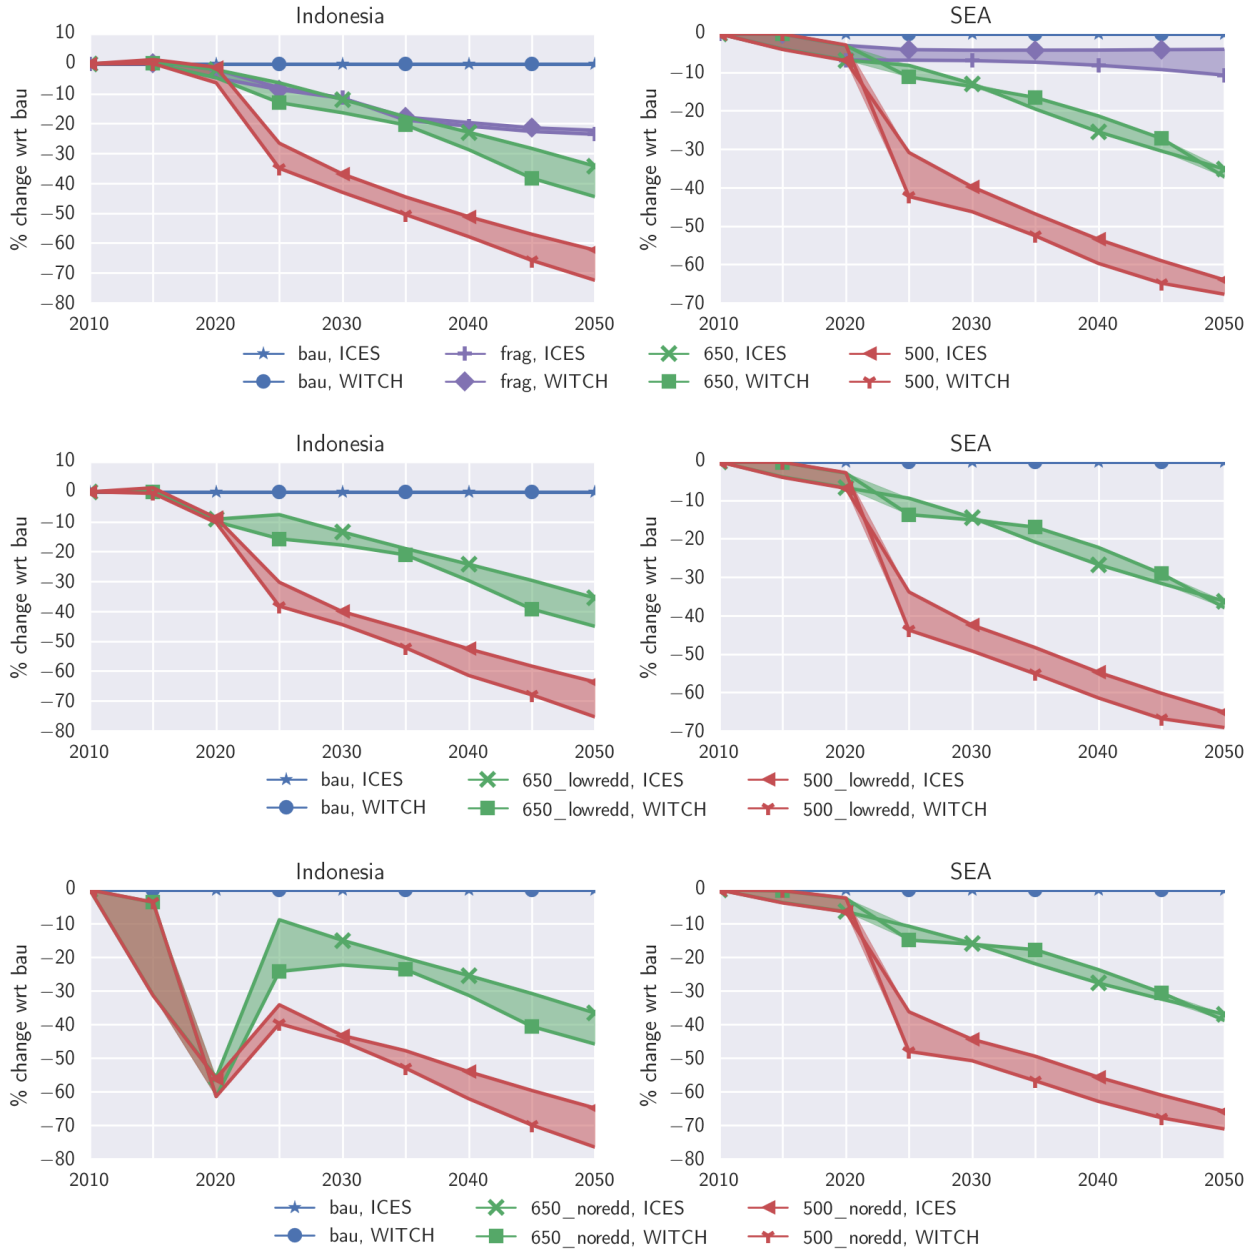 Indonesia
SEA
% change wrt bau
10
0
−10
−20
−30
−40
−50
−60
−70
−80
2010 2020 2030 2040 2050
% change wrt bau
0
−10
−20
−30
−40
−50
−60
−70
2010 2020 2030 2040 2050
bau, ICES frag, ICES 650, ICES 500, ICES
bau, WITCH frag, WITCH 650, WITCH 500, WITCH
Indonesia
SEA
% change wrt bau
10
0
−10
−20
−30
−40
−50
−60
−70
−80
2010 2020 2030 2040 2050
% change wrt bau
0
−10
−20
−30
−40
−50
−60
−70
2010 2020 2030 2040 2050
bau, ICES 650_lowredd, ICES 500_lowredd, ICES
bau, WITCH 650_lowredd, WITCH 500_lowredd, WITCH
Indonesia
SEA
% change wrt bau
0
−10
−20
−30
−40
−50
−60
−70
−80
2010 2020 2030 2040 2050
% change wrt bau
0
−10
−20
−30
−40
−50
−60
−70
−80
2010 2020 2030 2040 2050
bau, ICES 650_noredd, ICES 500_noredd, ICES
bau, WITCH 650_noredd, WITCH 500_noredd, WITCH